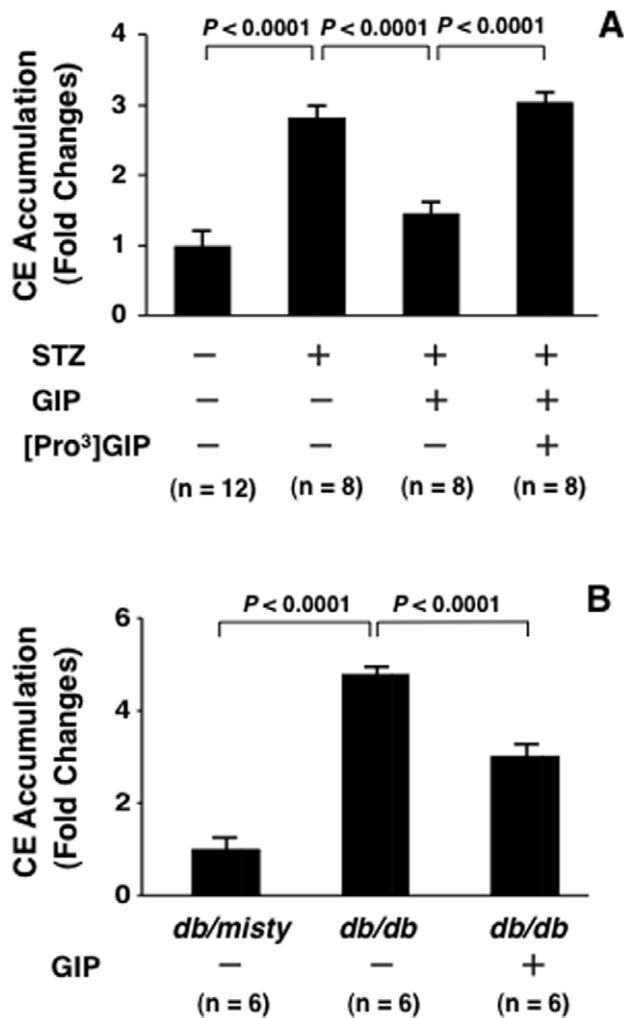 A
P < 0.0001 P < 0.0001 P < 0.0001
CE Accumulation
(Fold Changes)
4
3
2
1
0
STZ − + + +
GIP − − + +
[Pro³]GIP − − − +
(n = 12) (n = 8) (n = 8) (n = 8)
B
P < 0.0001 P < 0.0001
CE Accumulation
(Fold Changes)
6
4
2
0
db/misty db/db db/db
GIP − − +
(n = 6) (n = 6) (n = 6)